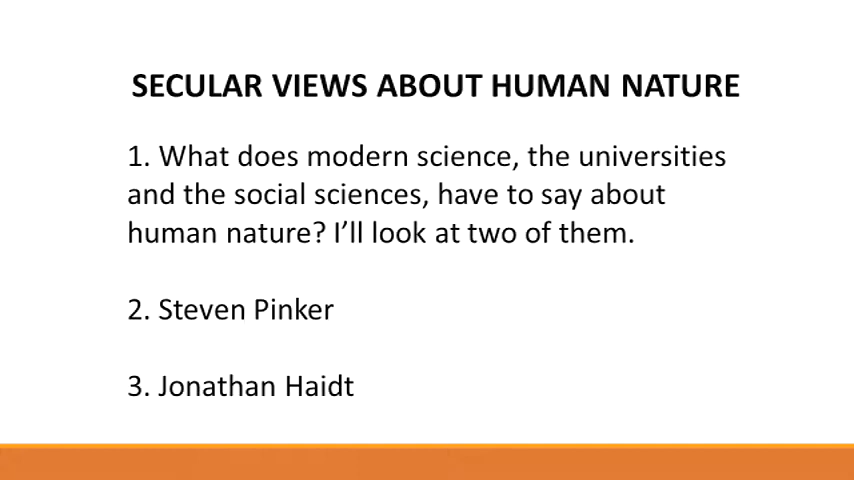 SECULAR VIEWS ABOUT HUMAN NATURE
1. What does modern science, the universities
and the social sciences, have to say about
human nature? I’ll look at two of them.
2. Steven Pinker
3. Jonathan Haidt